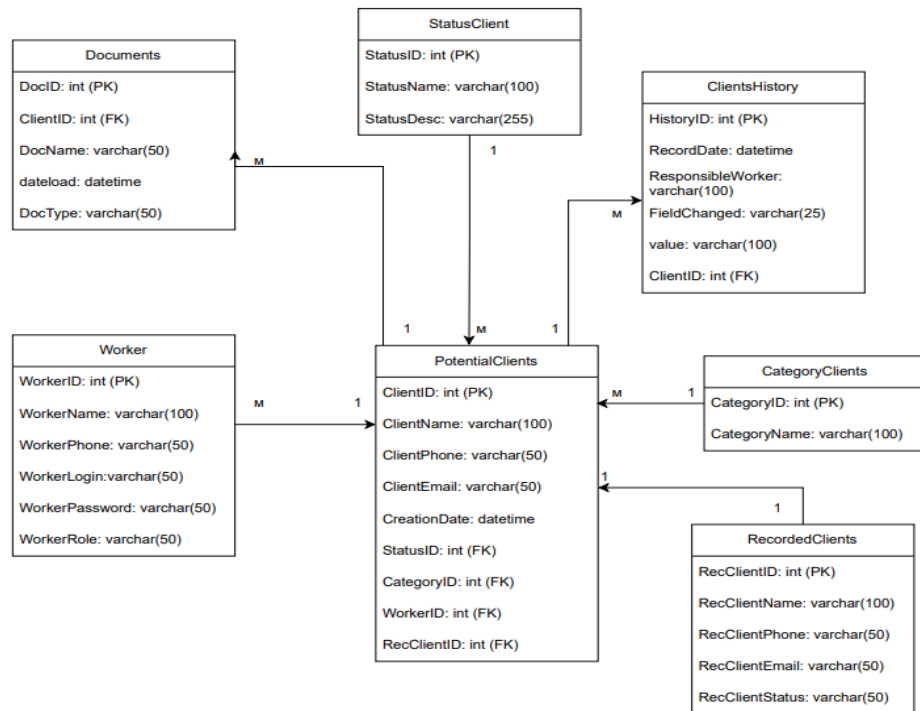 StatusClient
StatusID: int (PK)
StatusName: varchar(100)
StatusDesc: varchar(255)
Documents
DocID: int (PK)
ClientID: int (FK)
DocName: varchar(50)
dateload: datetime
DocType: varchar(50)
ClientsHistory
HistoryID: int (PK)
RecordDate: datetime
ResponsibleWorker:
varchar(100)
FieldChanged: varchar(25)
value: varchar(100)
ClientID: int (FK)
м
1
м
1
м
1
Worker
WorkerID: int (PK)
WorkerName: varchar(100)
WorkerPhone: varchar(50)
WorkerLogin:varchar(50)
WorkerPassword: varchar(50)
WorkerRole: varchar(50)
м
1
PotentialClients
ClientID: int (PK)
ClientName: varchar(100)
ClientPhone: varchar(50)
ClientEmail: varchar(50)
CreationDate: datetime
StatusID: int (FK)
CategoryID: int (FK)
WorkerID: int (FK)
RecClientID: int (FK)
м
1
CategoryClients
CategoryID: int (PK)
CategoryName: varchar(100)
1
1
RecordedClients
RecClientID: int (PK)
RecClientName: varchar(100)
RecClientPhone: varchar(50)
RecClientEmail: varchar(50)
RecClientStatus: varchar(50)